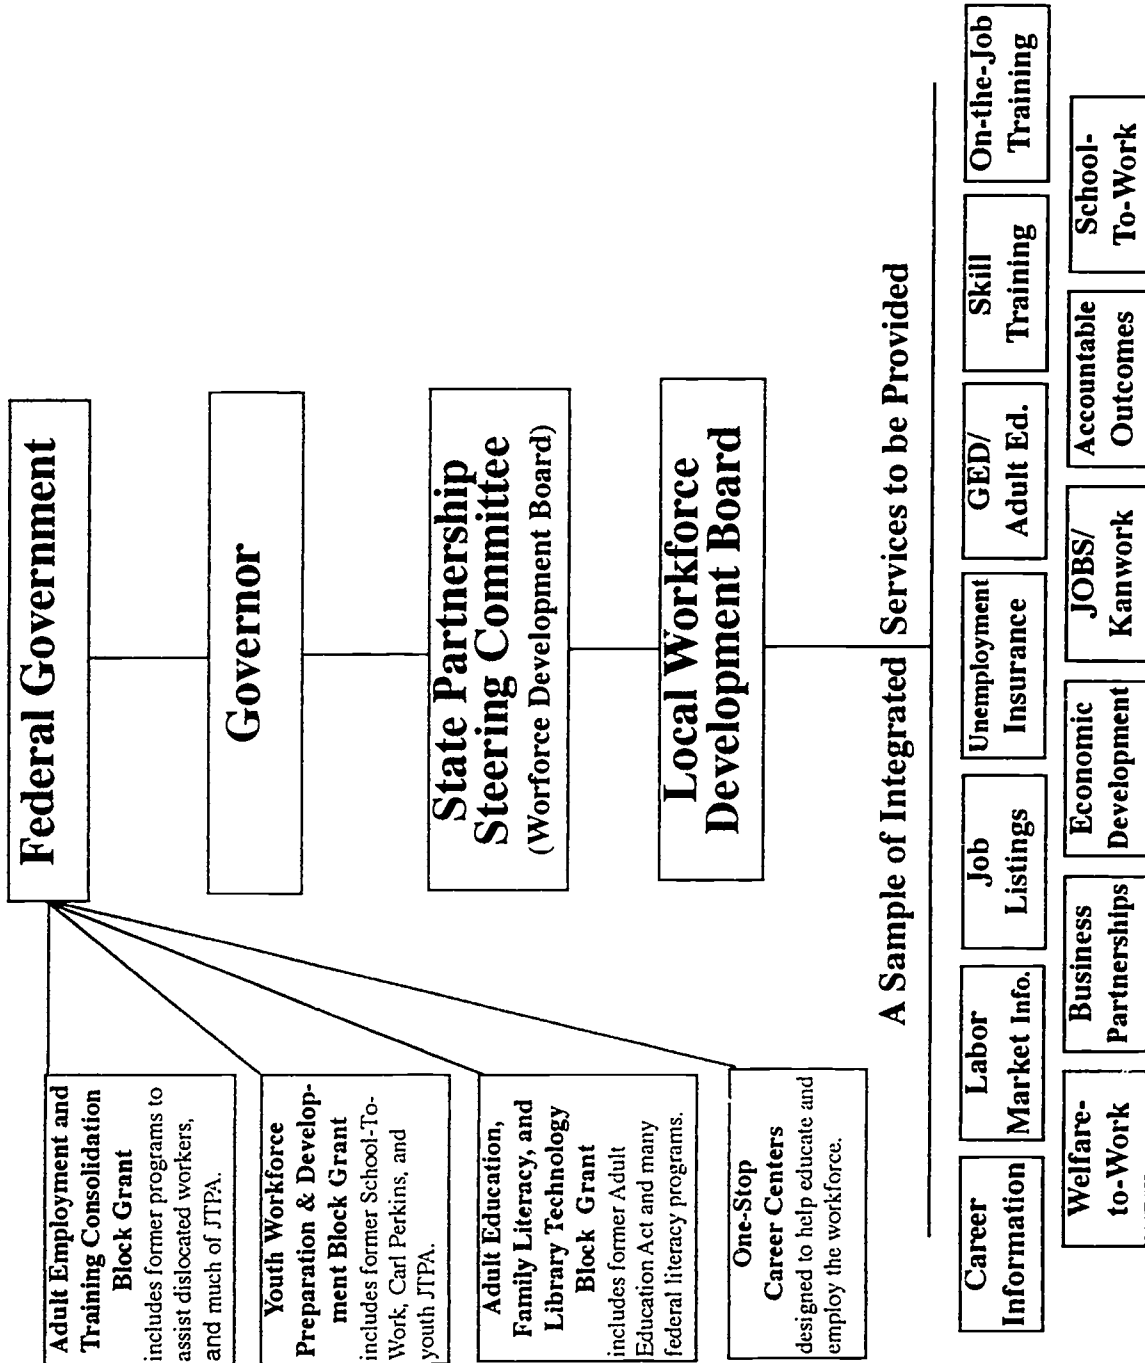 Federal Government
Governor
State Partnership
Steering Committee
(Worforce Development Board)
Local Workforce
Development Board
Adult Employment and
Training Consolidation
Block Grant
includes former programs to
assist dislocated workers,
and much of JTPA.
Youth Workforce
Preparation & Develop-
ment Block Grant
includes former School-To-
Work, Carl Perkins, and
youth JTPA.
Adult Education,
Family Literacy, and
Library Technology
Block Grant
includes former Adult
Education Act and many
federal literacy programs.
One-Stop
Career Centers
designed to help educate and
employ the workforce.
A Sample of Integrated Services to be Provided
Career
Information
Labor
Market Info.
Job
Listings
Unemployment
Insurance
GED/
Adult Ed.
Skill
Training
On-the-Job
Training
Welfare-
to-Work
Business
Partnerships
Economic
Development
JOBS/
Kanwork
Accountable
Outcomes
School-
To-Work